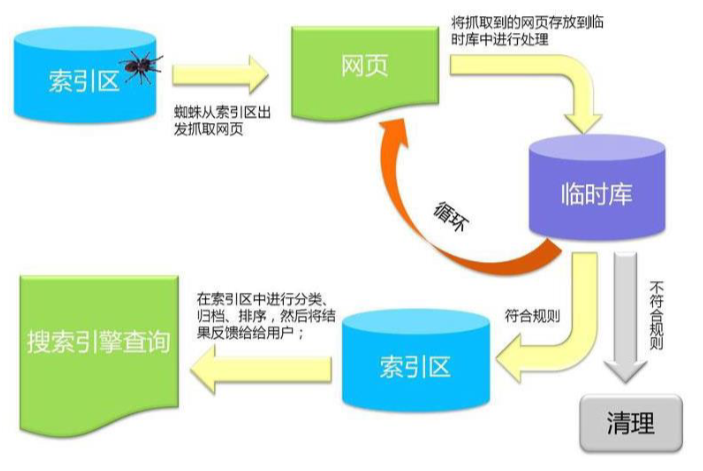 索引区
蜘蛛从索引区出
发抓取网页
网页
将抓取到的网页存放到临
时库中进行处理
临时库
循环
不符合规则
清理
符合规则
索引区
在索引区中进行分类、
归档、排序，然后将结
果反馈给给用户；
搜索引擎查询